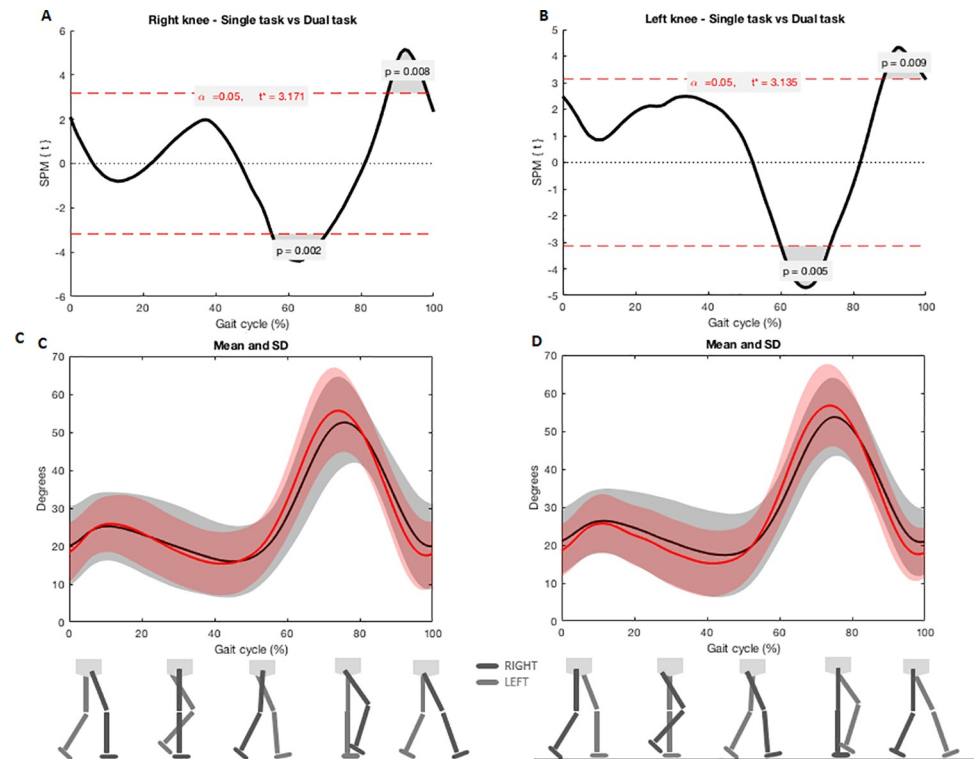 A
Right knee - Single task vs Dual task
6
4
2
0
-2
-4
-6
SPM { t }
p = 0.008
α =0.05, t* = 3.171
p = 0.002
0 20 40 60 80 100
Gait cycle (%)
B
Left knee - Single task vs Dual task
5
4
3
2
1
0
-1
-2
-3
-4
-5
SPM { t }
p = 0.009
α =0.05, t* = 3.135
p = 0.005
0 20 40 60 80 100
Gait cycle (%)
C C
Mean and SD
70
60
50
40
30
20
10
0
Degrees
0 20 40 60 80 100
Gait cycle (%)
D
Mean and SD
70
60
50
40
30
20
10
0
Degrees
0 20 40 60 80 100
Gait cycle (%)
RIGHT
LEFT